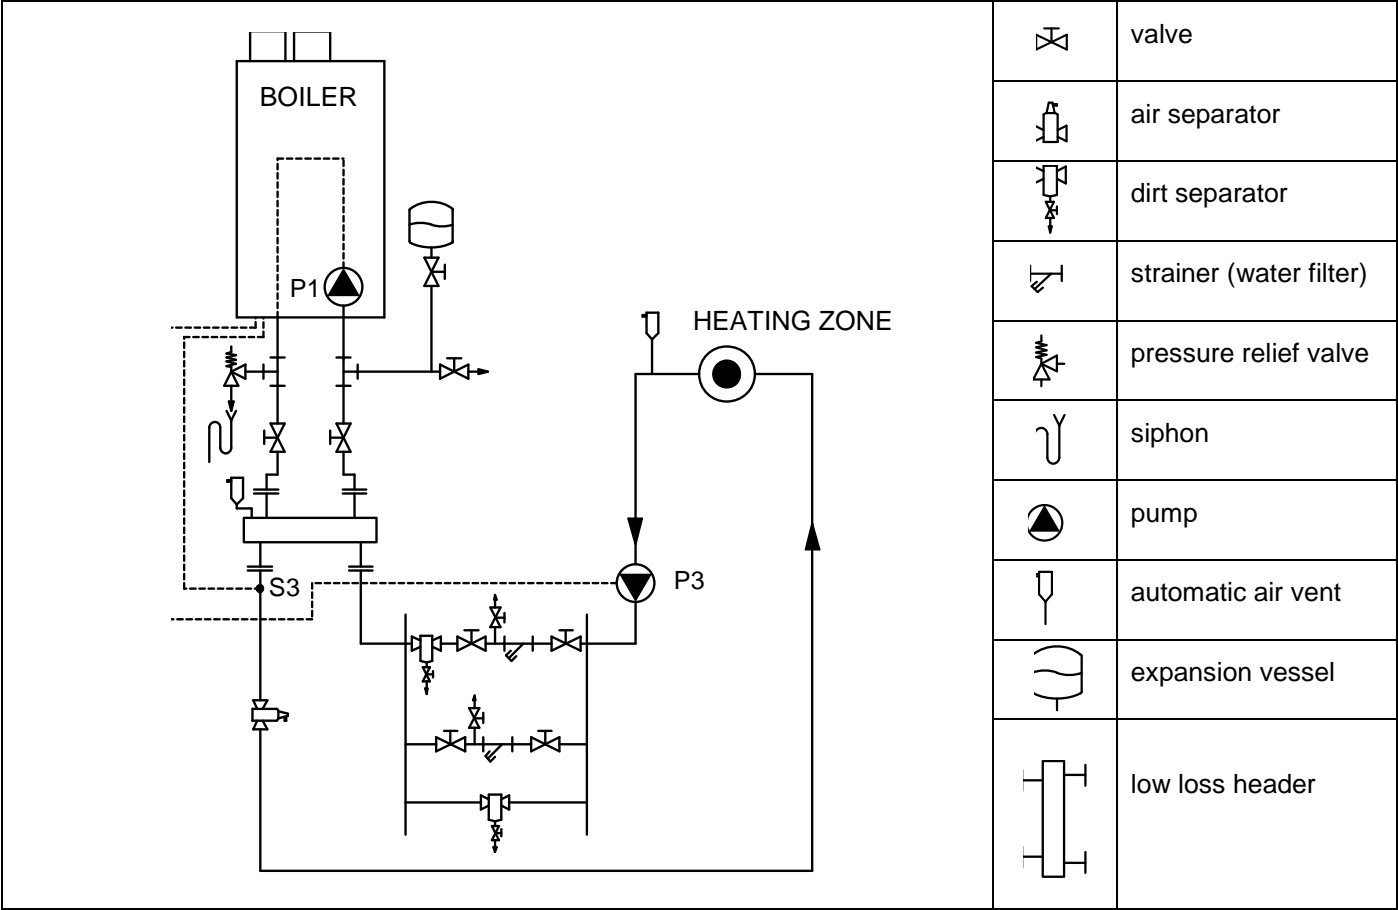 BOILER
P1
HEATING ZONE
S3
P3
valve
air separator
dirt separator
strainer (water filter)
pressure relief valve
siphon
pump
automatic air vent
expansion vessel
low loss header